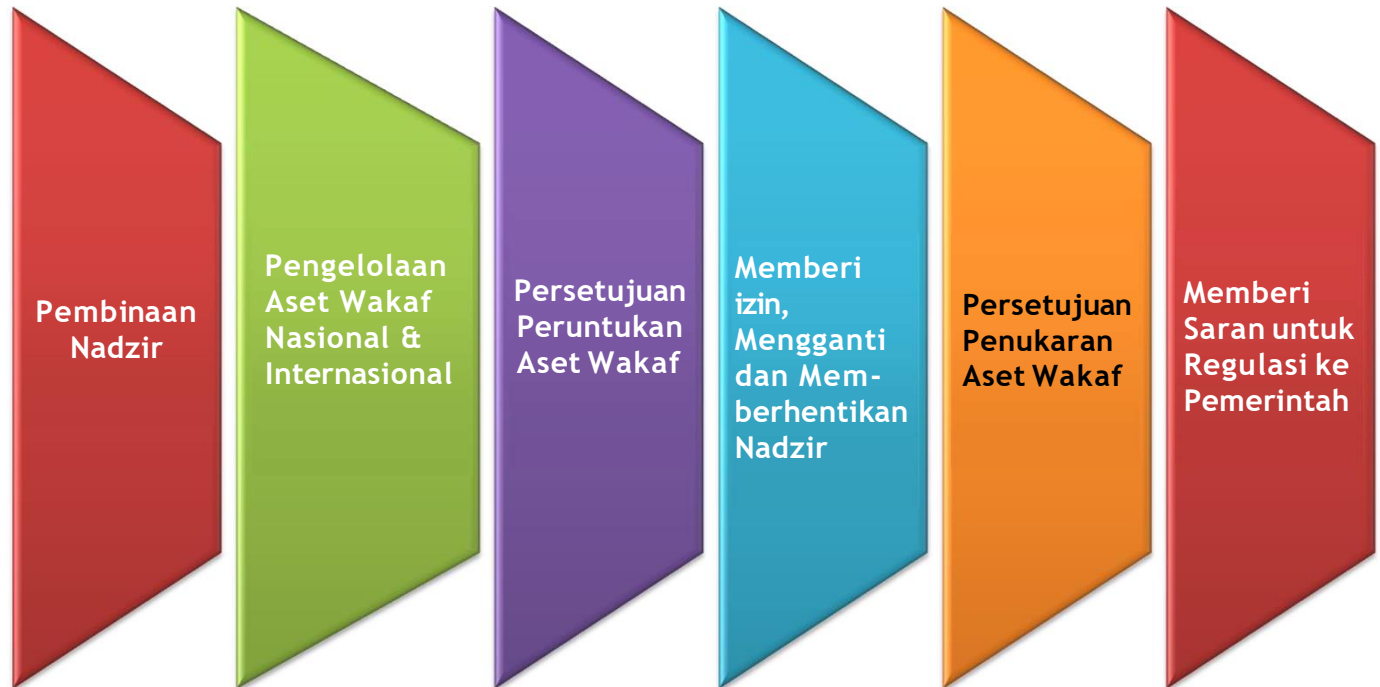 Pembinaan
Nadzir
Pengelolaan
Aset Wakaf
Nasional &
Internasional
Persetujuan
Peruntukan
Aset Wakaf
Memberi
izin,
Mengganti
dan Mem-
berhentikan
Nadzir
Persetujuan
Penukaran
Aset Wakaf
Memberi
Saran untuk
Regulasi ke
Pemerintah